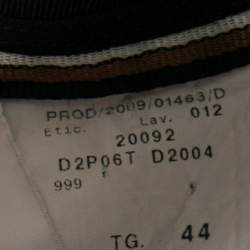 PROD/2009/01463/D
Etic. Lav. 012
20092
D2P06T D2004
999
TG. 44